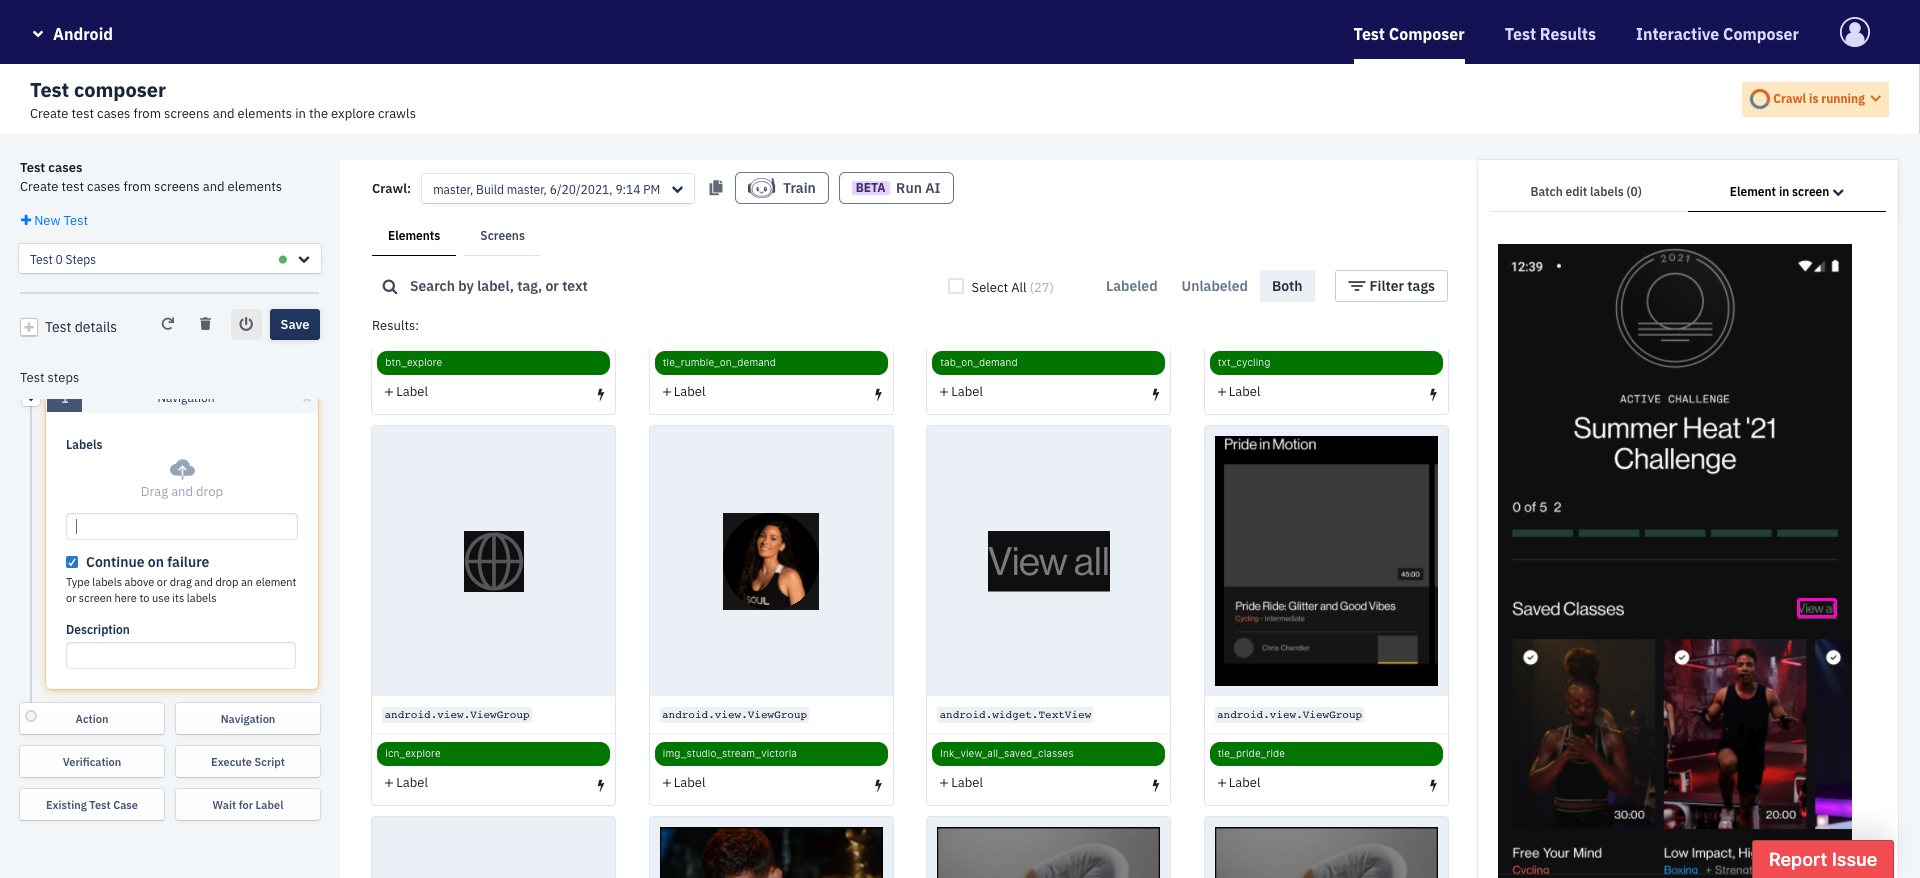 Android
Test Composer
Test Results
Interactive Composer
Test composer
Create test cases from screens and elements in the explore crawls
Crawl is running
Test cases
Create test cases from screens and elements
New Test
Test 0 Steps
Test details
Save
Test steps
1
Navigation
Labels
Drag and drop
Continue on failure
Type labels above or drag and drop an element
or screen here to use its labels
Description
Action
Navigation
Verification
Execute Script
Existing Test Case
Wait for Label
Crawl:
master, Build master, 6/20/2021, 9:14 PM
Train
BETA Run AI
Elements
Screens
Search by label, tag, or text
Select All (27)
Labeled
Unlabeled
Both
Filter tags
Results:
btn_explore
tle_rumble_on_demand
tab_on_demand
txt_cycling
+ Label
+ Label
+ Label
+ Label
SOUL
View all
Pride in Motion
45:00
Pride Ride: Glitter and Good Vibes
Cycling - Intermediate
Chris Chandler
android.view.ViewGroup
android.view.ViewGroup
android.widget.TextView
android.view.ViewGroup
icn_explore
img_studio_stream_victoria
lnk_view_all_saved_classes
tle_pride_ride
+ Label
+ Label
+ Label
+ Label
Batch edit labels (0)
Element in screen
12:39
2021
ACTIVE CHALLENGE
Summer Heat '21
Challenge
0 of 5 2
Saved Classes
View all
30:00
20:00
Free Your Mind
Cycling
Low Impact,
Boxing
Report Issue